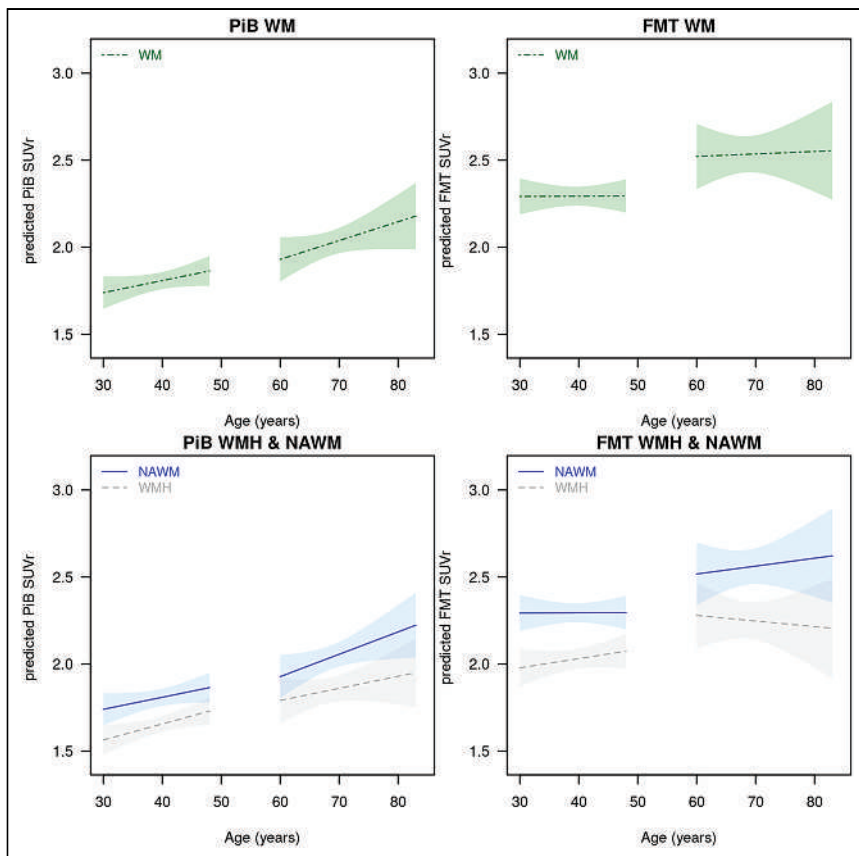 PiB WM
WM
3.0
2.5
2.0
1.5
predicted PiB SUVr
30 40 50 60 70 80
Age (years)
FMT WM
WM
3.0
2.5
2.0
1.5
predicted FMT SUVr
30 40 50 60 70 80
Age (years)
PiB WMH & NAWM
NAWM
WMH
3.0
2.5
2.0
1.5
predicted PiB SUVr
30 40 50 60 70 80
Age (years)
FMT WMH & NAWM
NAWM
WMH
3.0
2.5
2.0
1.5
predicted FMT SUVr
30 40 50 60 70 80
Age (years)